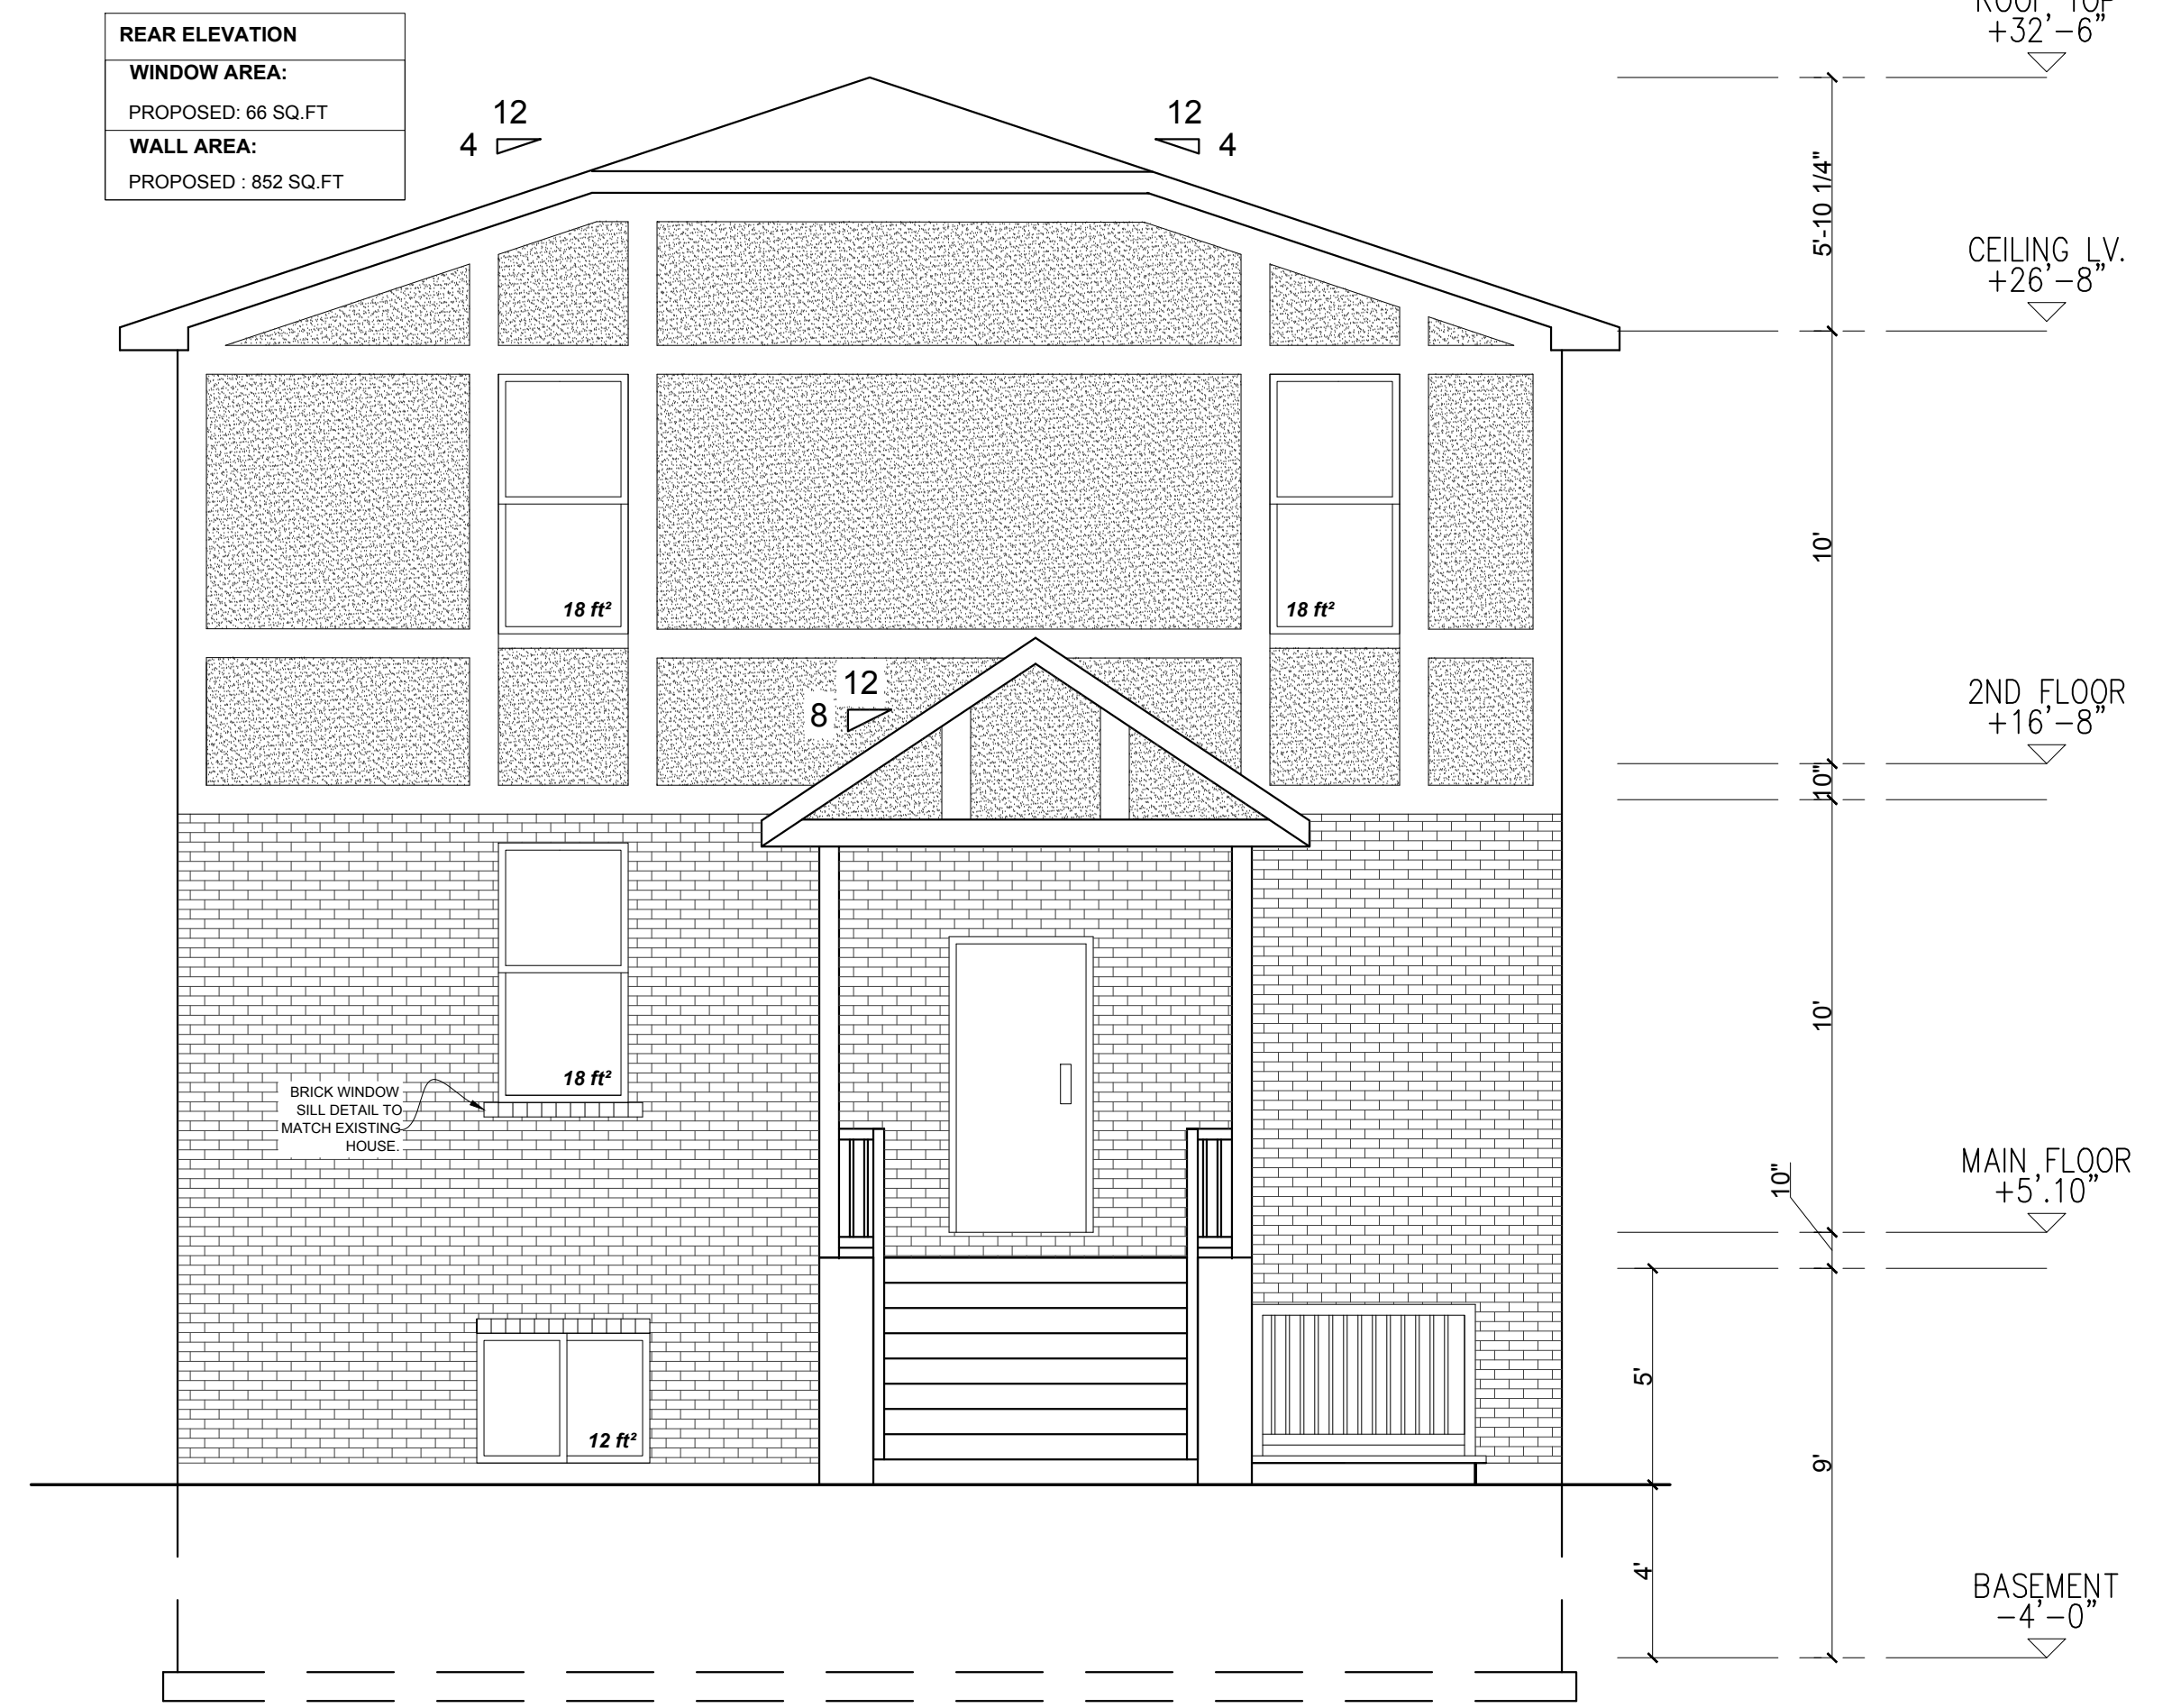 REAR ELEVATION
WINDOW AREA:
PROPOSED: 66 SQ.FT
WALL AREA:
PROPOSED : 852 SQ.FT
12
4
12
4
ROOF TOP
+32'-6"
5'-10 1/4"
CEILING LV.
+26'-8"
10'
18 ft²
18 ft²
12
8
2ND FLOOR
+16'-8"
10"
10'
18 ft²
BRICK WINDOW
SILL DETAIL TO
MATCH EXISTING
HOUSE.
MAIN FLOOR
+5'.10"
10"
5'
9'
12 ft²
4'
BASEMENT
-4'-0"